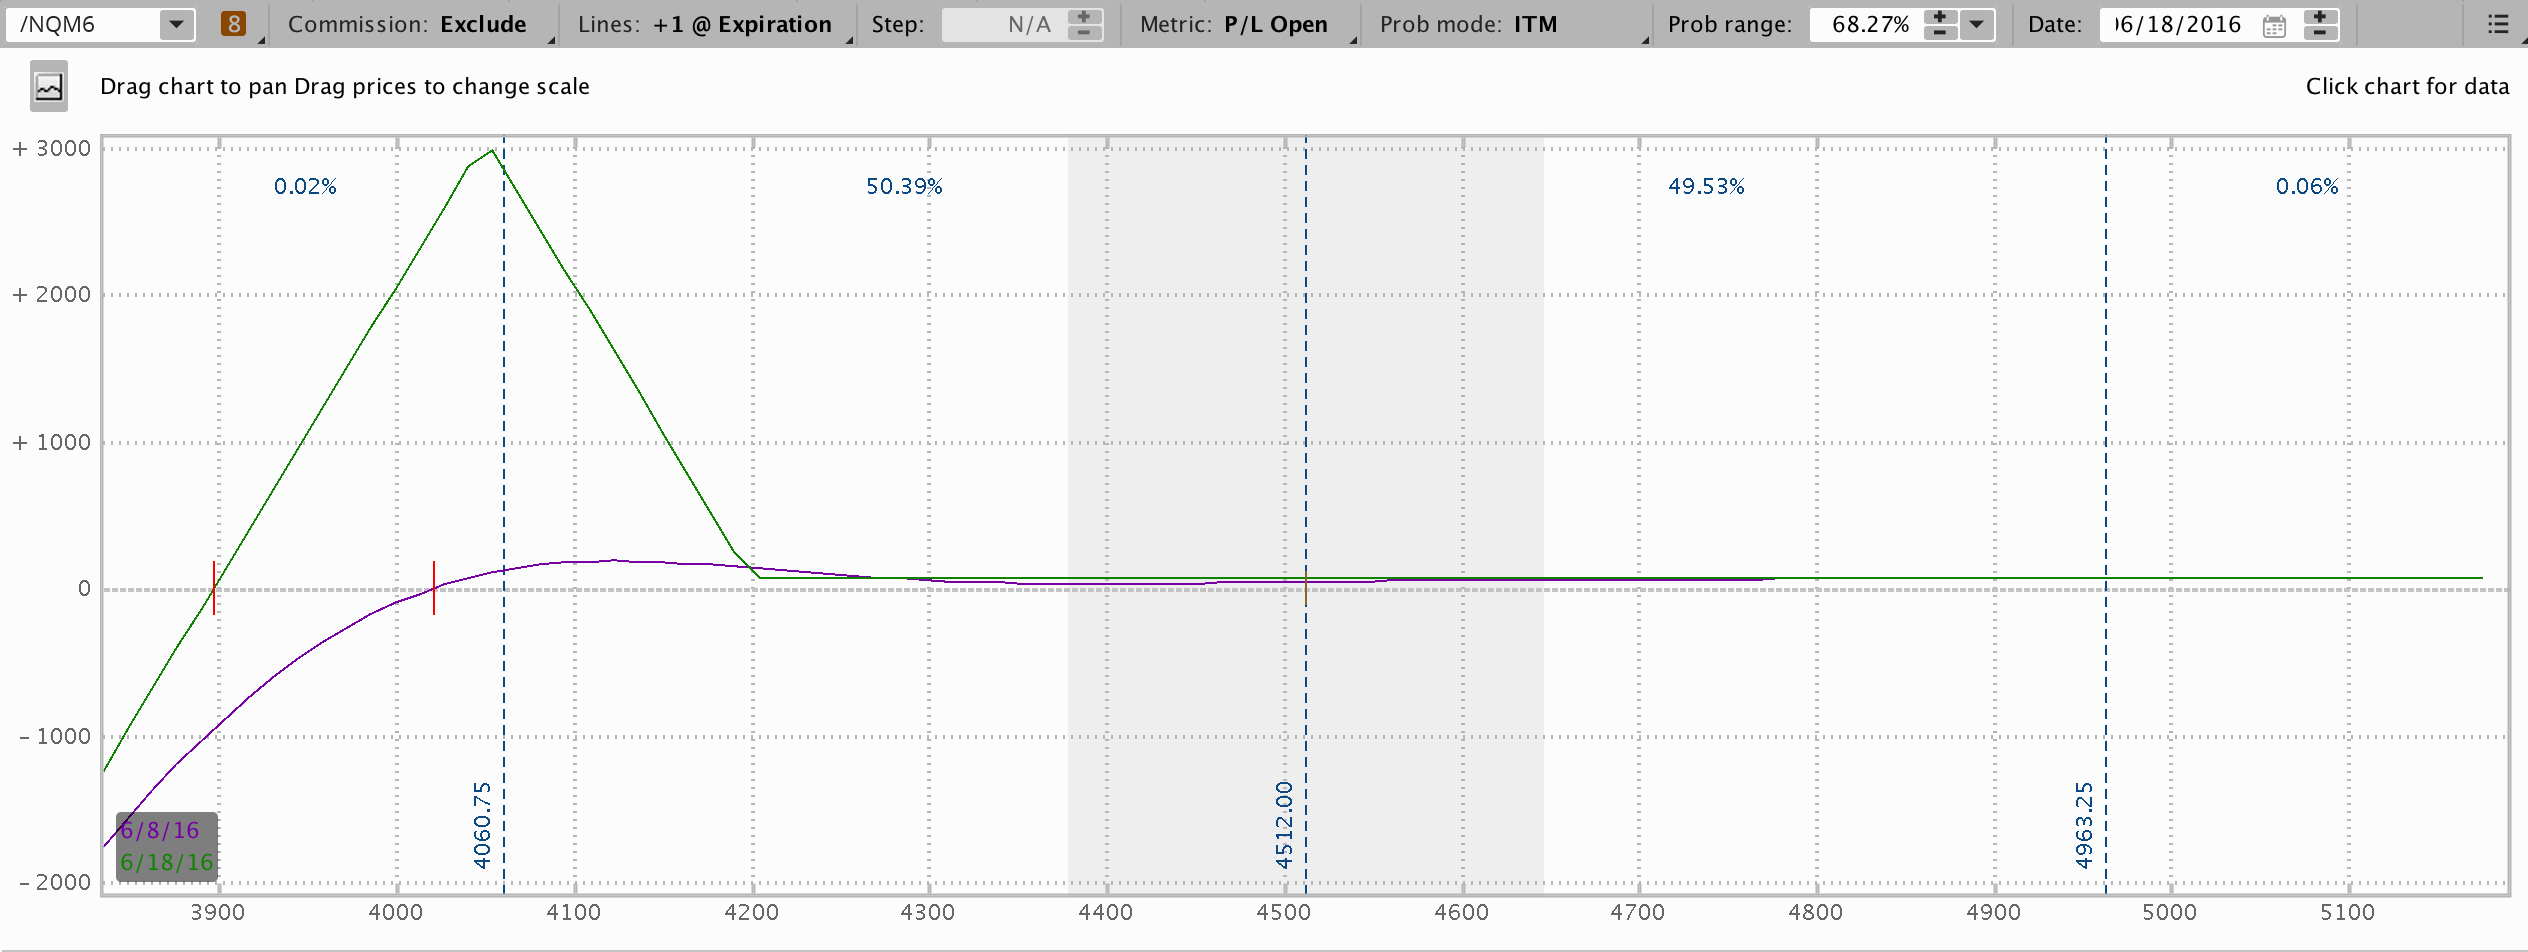 /NQM6 8 Commission: Exclude Lines: +1 @ Expiration Step: N/A Metric: P/L Open Prob mode: ITM Prob range: 68.27% Date: 06/18/2016
Drag chart to pan Drag prices to change scale Click chart for data
+ 3000
0.02% 50.39% 49.53% 0.06%
+ 2000
+ 1000
0
- 1000
4060.75 4512.00 4963.25
6/8/16
6/18/16
- 2000
3900 4000 4100 4200 4300 4400 4500 4600 4700 4800 4900 5000 5100